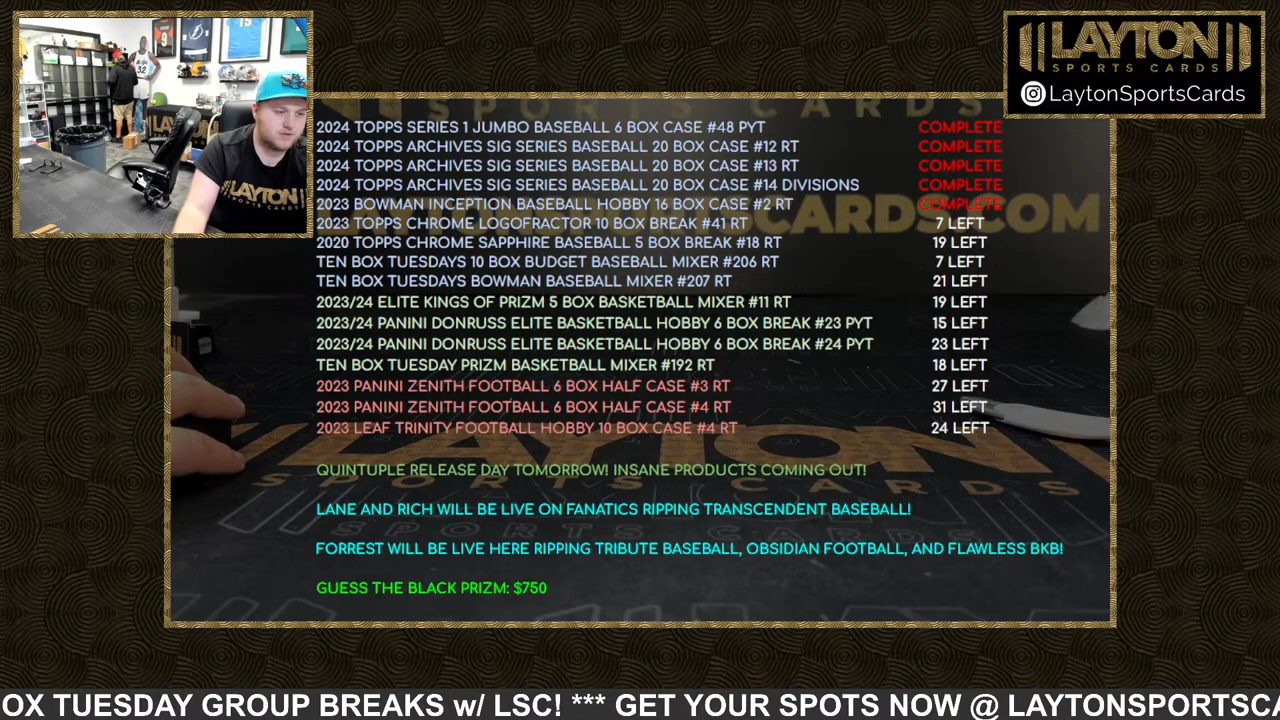 LAYTON
SPORTS CARDS
LaytonSportsCards
2024 TOPPS SERIES 1 JUMBO BASEBALL 6 BOX CASE #48 PYT COMPLETE
2024 TOPPS ARCHIVES SIG SERIES BASEBALL 20 BOX CASE #12 RT COMPLETE
2024 TOPPS ARCHIVES SIG SERIES BASEBALL 20 BOX CASE #13 RT COMPLETE
2024 TOPPS ARCHIVES SIG SERIES BASEBALL 20 BOX CASE #14 DIVISIONS COMPLETE
2023 BOWMAN INCEPTION BASEBALL HOBBY 16 BOX CASE #2 RT COMPLETE
2023 TOPPS CHROME LOGOFRACTOR 10 BOX BREAK #41 RT 7 LEFT
2020 TOPPS CHROME SAPPHIRE BASEBALL 5 BOX BREAK #18 RT 19 LEFT
TEN BOX TUESDAYS 10 BOX BUDGET BASEBALL MIXER #206 RT 7 LEFT
TEN BOX TUESDAYS BOWMAN BASEBALL MIXER #207 RT 21 LEFT
2023/24 ELITE KINGS OF PRIZM 5 BOX BASKETBALL MIXER #11 RT 19 LEFT
2023/24 PANINI DONRUSS ELITE BASKETBALL HOBBY 6 BOX BREAK #23 PYT 15 LEFT
2023/24 PANINI DONRUSS ELITE BASKETBALL HOBBY 6 BOX BREAK #24 PYT 23 LEFT
TEN BOX TUESDAY PRIZM BASKETBALL MIXER #192 RT 18 LEFT
2023 PANINI ZENITH FOOTBALL 6 BOX HALF CASE #3 RT 27 LEFT
2023 PANINI ZENITH FOOTBALL 6 BOX HALF CASE #4 RT 31 LEFT
2023 LEAF TRINITY FOOTBALL HOBBY 10 BOX CASE #4 RT 24 LEFT
QUINTUPLE RELEASE DAY TOMORROW! INSANE PRODUCTS COMING OUT!
LANE AND RICH WILL BE LIVE ON FANATICS RIPPING TRANSCENDENT BASEBALL!
FORREST WILL BE LIVE HERE RIPPING TRIBUTE BASEBALL, OBSIDIAN FOOTBALL, AND FLAWLESS BKB!
GUESS THE BLACK PRIZM: $750
SPORTS CARDS
CARDS.COM
LAYTON
SPORTS CARDS
LAYTON
32
OX TUESDAY GROUP BREAKS w/ LSC! *** GET YOUR SPOTS NOW @ LAYTONSPORTSCA